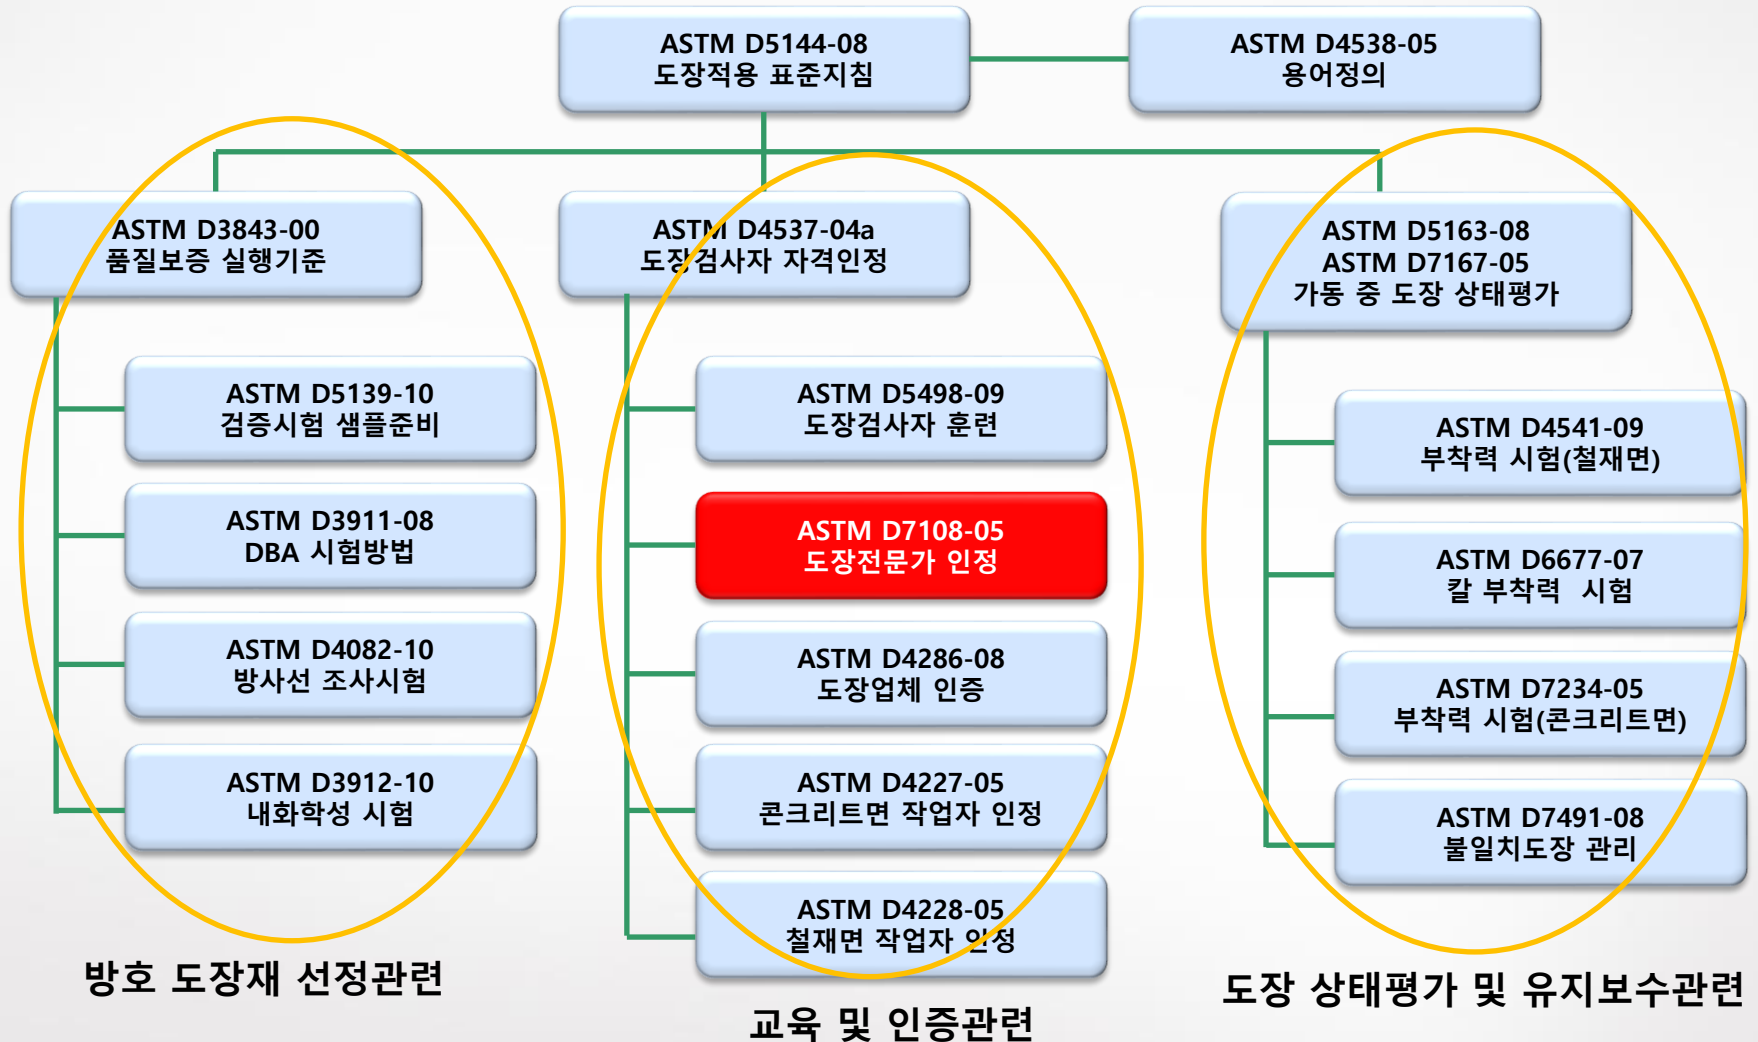 ASTM D5144-08
도장적용 표준지침
ASTM D4538-05
용어정의
ASTM D3843-00
품질보증 실행기준
ASTM D5139-10
검증시험 샘플준비
ASTM D3911-08
DBA 시험방법
ASTM D4082-10
방사선 조사시험
ASTM D3912-10
내화학성 시험
방호 도장재 선정관련
ASTM D4537-04a
도장검사자 자격인정
ASTM D5498-09
도장검사자 훈련
ASTM D7108-05
도장전문가 인정
ASTM D4286-08
도장업체 인증
ASTM D4227-05
콘크리트면 작업자 인정
ASTM D4228-05
철재면 작업자 인정
교육 및 인증관련
ASTM D5163-08
ASTM D7167-05
가동 중 도장 상태평가
ASTM D4541-09
부착력 시험(철재면)
ASTM D6677-07
칼 부착력 시험
ASTM D7234-05
부착력 시험(콘크리트면)
ASTM D7491-08
불일치도장 관리
도장 상태평가 및 유지보수관련